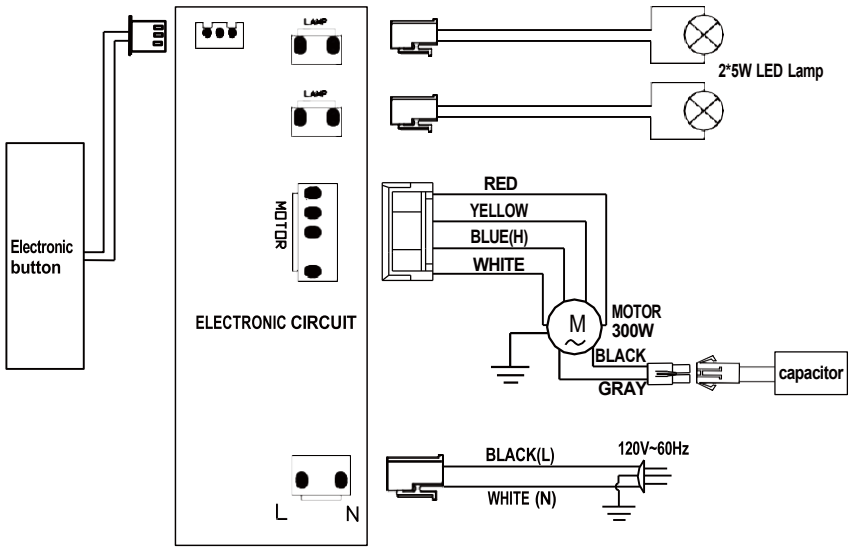 LAMP
2*5W LED Lamp
LAMP
RED
YELLOW
BLUE(H)
WHITE
MOTOR
Electronic
button
ELECTRONIC CIRCUIT
M
MOTOR
300W
BLACK
GRAY
capacitor
BLACK(L)
120V~60Hz
WHITE (N)
L
N